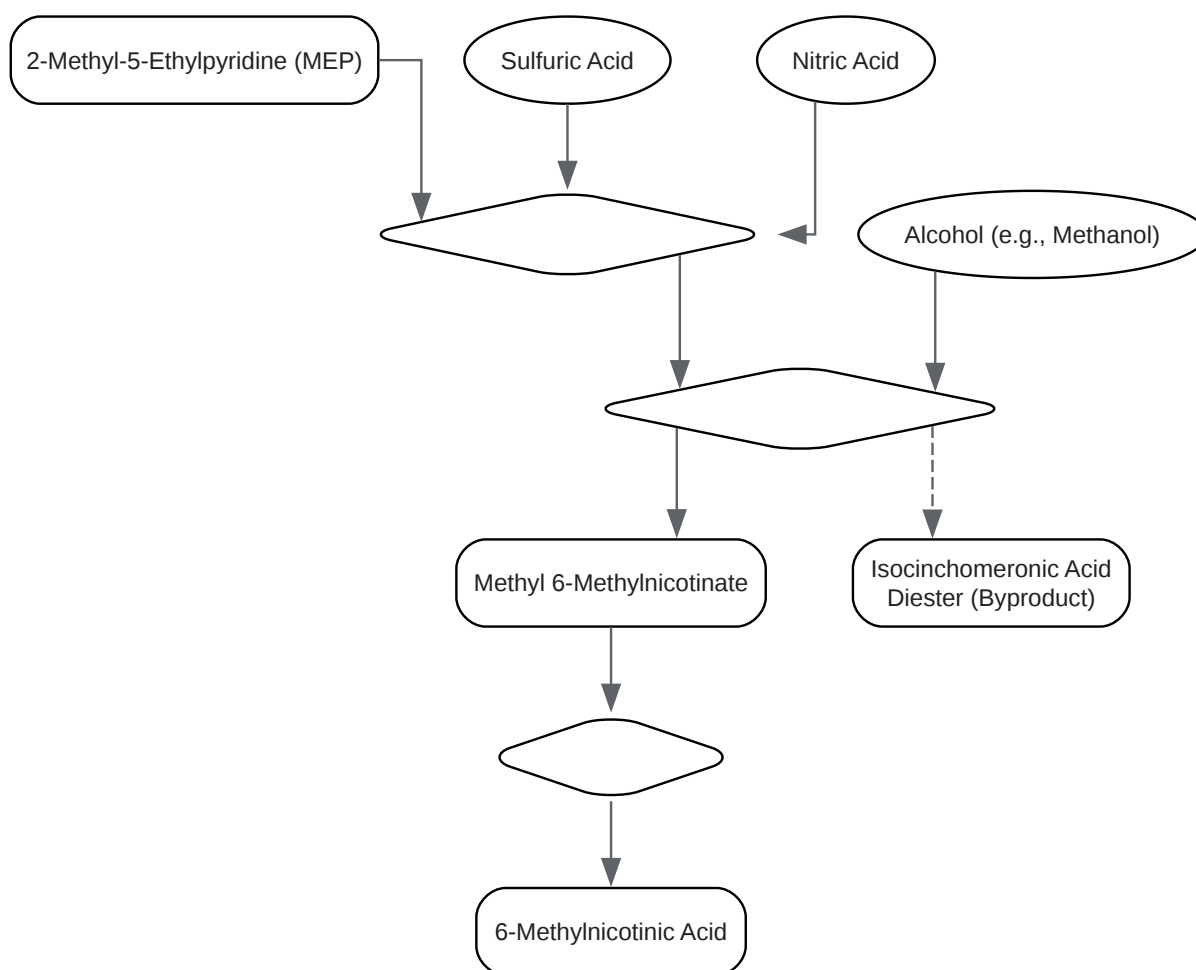 2-Methyl-5-Ethylpyridine (MEP)
Sulfuric Acid
Nitric Acid
Alcohol (e.g., Methanol)
Methyl 6-Methylnicotinate
Isocinchomeronic Acid
Diester (Byproduct)
6-Methylnicotinic Acid